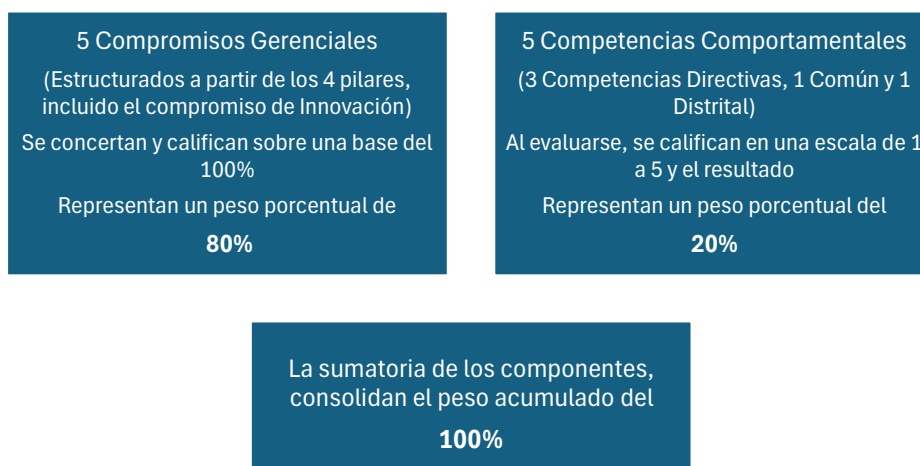 5 Compromisos Gerenciales
(Estructurados a partir de los 4 pilares,
incluido el compromiso de Innovación)
Se concertan y califican sobre una base del
100%
Representan un peso porcentual de
80%
5 Competencias Comportamentales
(3 Competencias Directivas, 1 Común y 1
Distrital)
Al evaluarse, se califican en una escala de 1
a 5 y el resultado
Representan un peso porcentual del
20%
La sumatoria de los componentes,
consolidan el peso acumulado del
100%